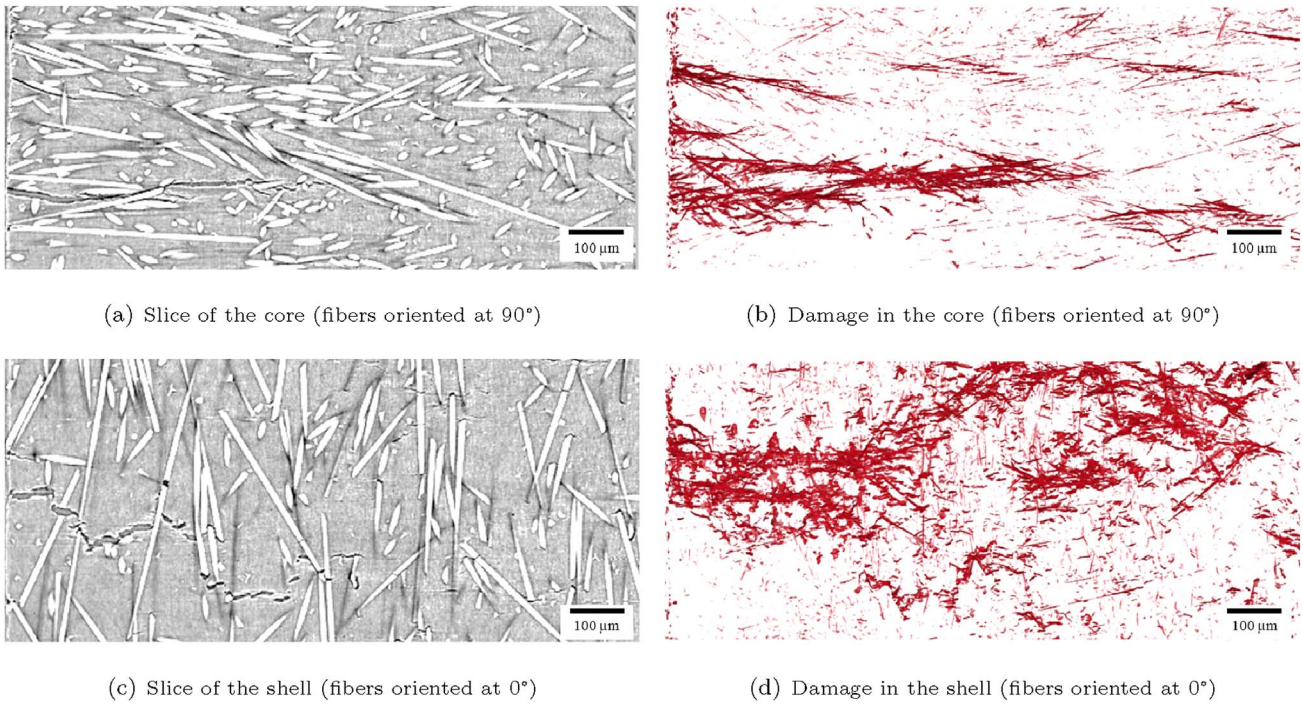 100 µm
100 µm
(a) Slice of the core (fibers oriented at 90°)
(b) Damage in the core (fibers oriented at 90°)
100 µm
100 µm
(c) Slice of the shell (fibers oriented at 0°)
(d) Damage in the shell (fibers oriented at 0°)